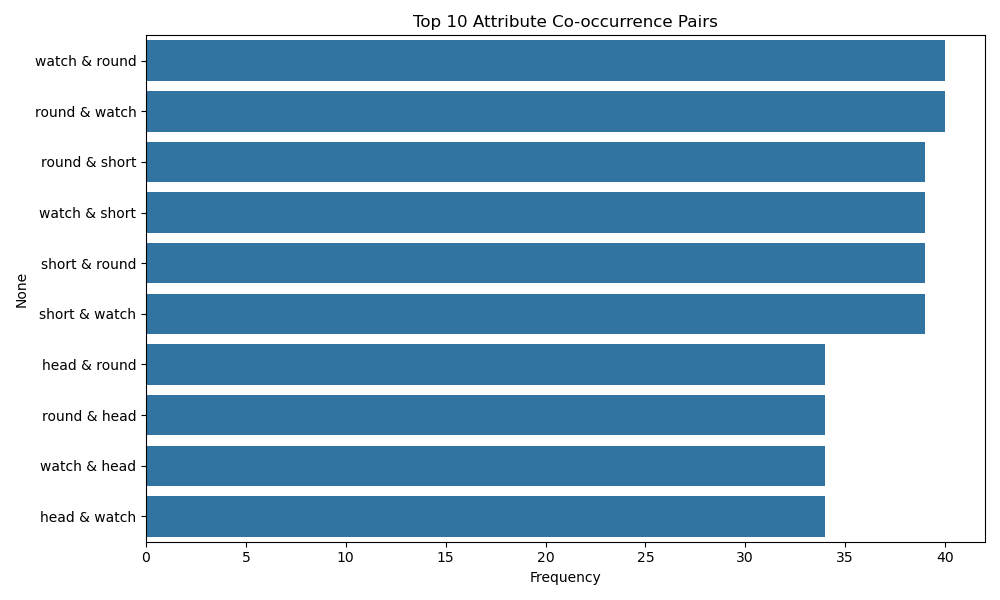 Top 10 Attribute Co-occurrence Pairs
watch & round
round & watch
round & short
watch & short
short & round
short & watch
head & round
round & head
watch & head
head & watch
None
0 5 10 15 20 25 30 35 40
Frequency